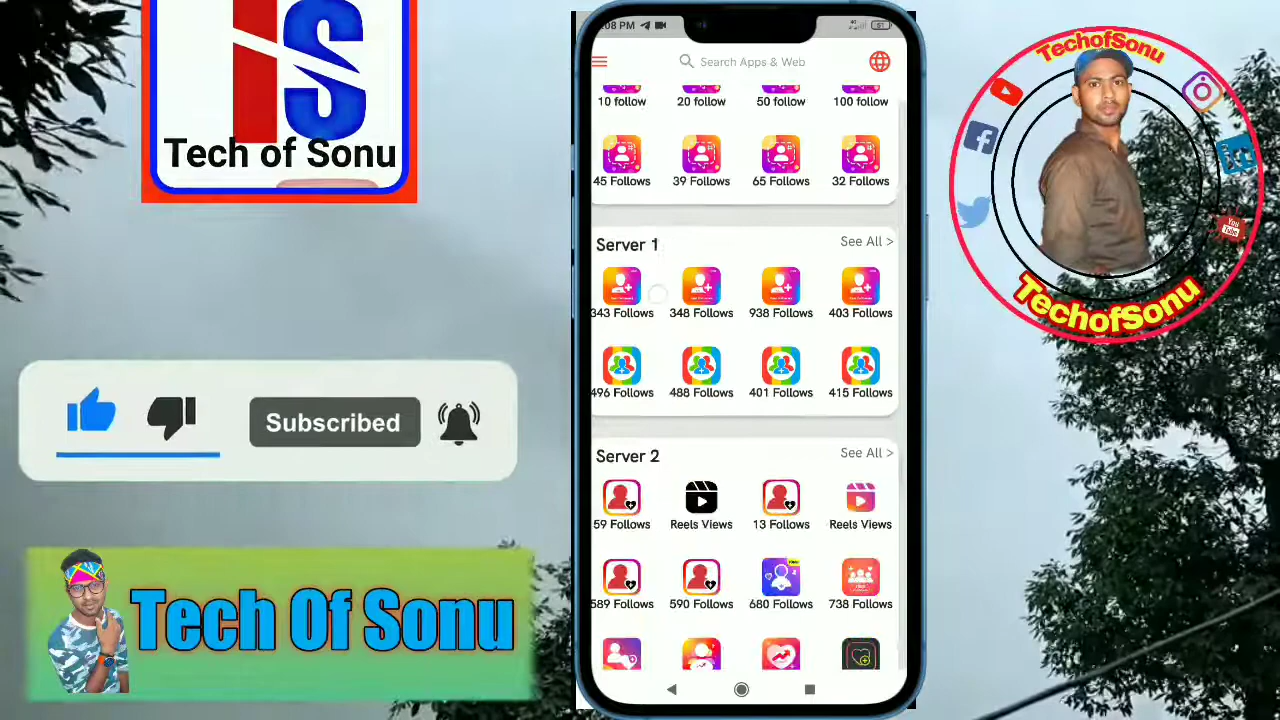 TS
Tech of Sonu
Subscribed
Tech Of Sonu
:08 PM
Search Apps & Web
10 follow 20 follow 50 follow 100 follow
45 Follows 39 Follows 65 Follows 32 Follows
Server 1 See All >
343 Follows 348 Follows 938 Follows 403 Follows
496 Follows 488 Follows 401 Follows 415 Follows
Server 2 See All >
59 Follows Reels Views 13 Follows Reels Views
589 Follows 590 Follows 680 Follows 738 Follows
TechofSonu
TechofSonu